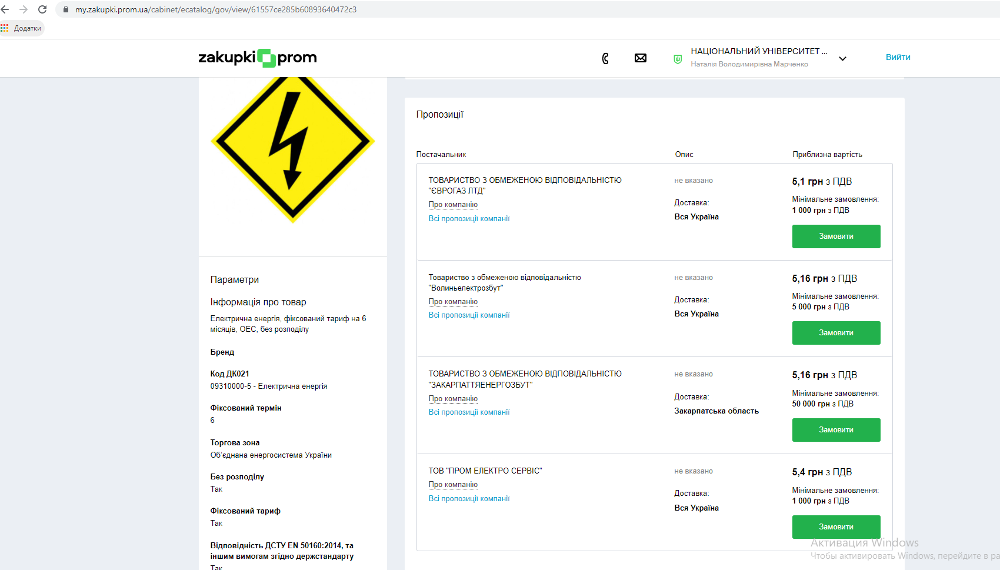 my.zakupki.prom.ua/cabinet/ecatalog/gov/view/61557ce285b60893640472c3
Додатки
zakupki prom
НАЦІОНАЛЬНИЙ УНІВЕРСИТЕТ ...
Наталія Володимирівна Марченко
Вийти
Параметри
Інформація про товар
Електрична енергія, фіксований тариф на 6
місяців, ОЕС, без розподілу
Бренд
Код ДК021
09310000-5 - Електрична енергія
Фіксований термін
6
Торгова зона
Об'єднана енергосистема України
Без розподілу
Так
Фіксований тариф
Так
Відповідність ДСТУ EN 50160:2014, та
іншим вимогам згідно держстандарту
Так
Пропозиції
Постачальник
Опис
Приблизна вартість
ТОВАРИСТВО З ОБМЕЖЕНОЮ ВІДПОВІДАЛЬНІСТЮ
"ЄВРОГАЗ ЛТД"
Про компанію
Всі пропозиції компанії
не вказано
Доставка:
Вся Україна
5,1 грн з ПДВ
Мінімальне замовлення:
1 000 грн з ПДВ
Замовити
Товариство з обмеженою відповідальністю
"Волиньелектрозбут"
Про компанію
Всі пропозиції компанії
не вказано
Доставка:
Вся Україна
5,16 грн з ПДВ
Мінімальне замовлення:
5 000 грн з ПДВ
Замовити
ТОВАРИСТВО З ОБМЕЖЕНОЮ ВІДПОВІДАЛЬНІСТЮ
"ЗАКАРПАТТЯЕНЕРГОЗБУТ"
Про компанію
Всі пропозиції компанії
не вказано
Доставка:
Закарпатська область
5,16 грн з ПДВ
Мінімальне замовлення:
50 000 грн з ПДВ
Замовити
ТОВ "ПРОМ ЕЛЕКТРО СЕРВІС"
Про компанію
Всі пропозиції компанії
не вказано
Доставка:
Вся Україна
5,4 грн з ПДВ
Мінімальне замовлення:
1 000 грн з ПДВ
Замовити
Активация Windows
Чтобы активировать Windows, перейдите в ра